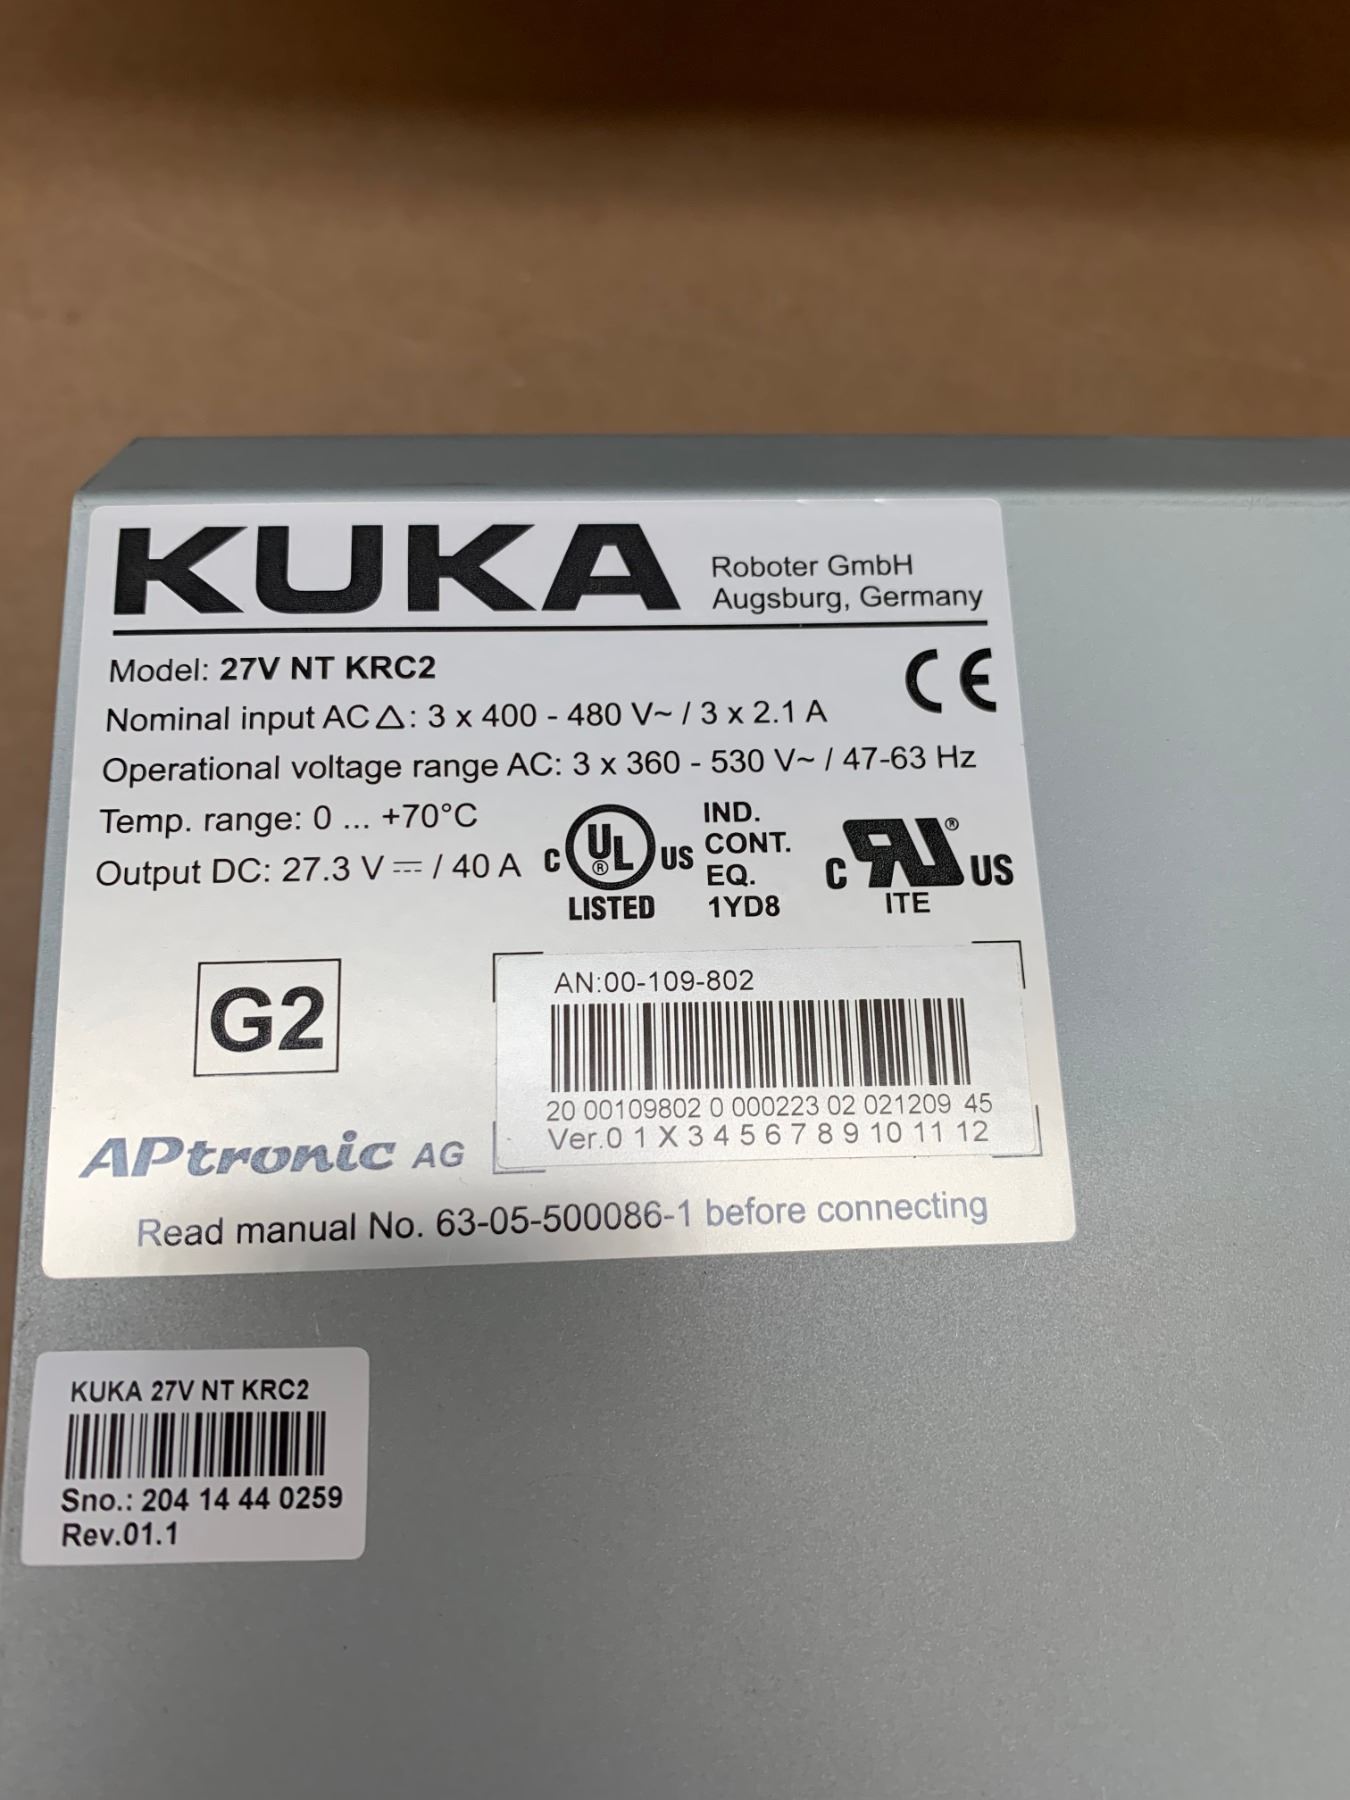 KUKA
Roboter GmbH
Augsburg, Germany
Model: 27V NT KRC2
CE
Nominal input AC △: 3 x 400 - 480 V~ / 3 x 2.1 A
Operational voltage range AC: 3 x 360 - 530 V~ / 47-63 Hz
Temp. range: 0 ... +70°C
Output DC: 27.3 V ⎓ / 40 A
C UL ® US
LISTED
IND.
CONT.
EQ.
1YD8
C RU ® US
ITE
G2
AN:00-109-802
20 00109802 0 000223 02 021209 45
Ver.0 1 X 3 4 5 6 7 8 9 10 11 12
APtronic AG
Read manual No. 63-05-500086-1 before connecting
KUKA 27V NT KRC2
Sno.: 204 14 44 0259
Rev.01.1